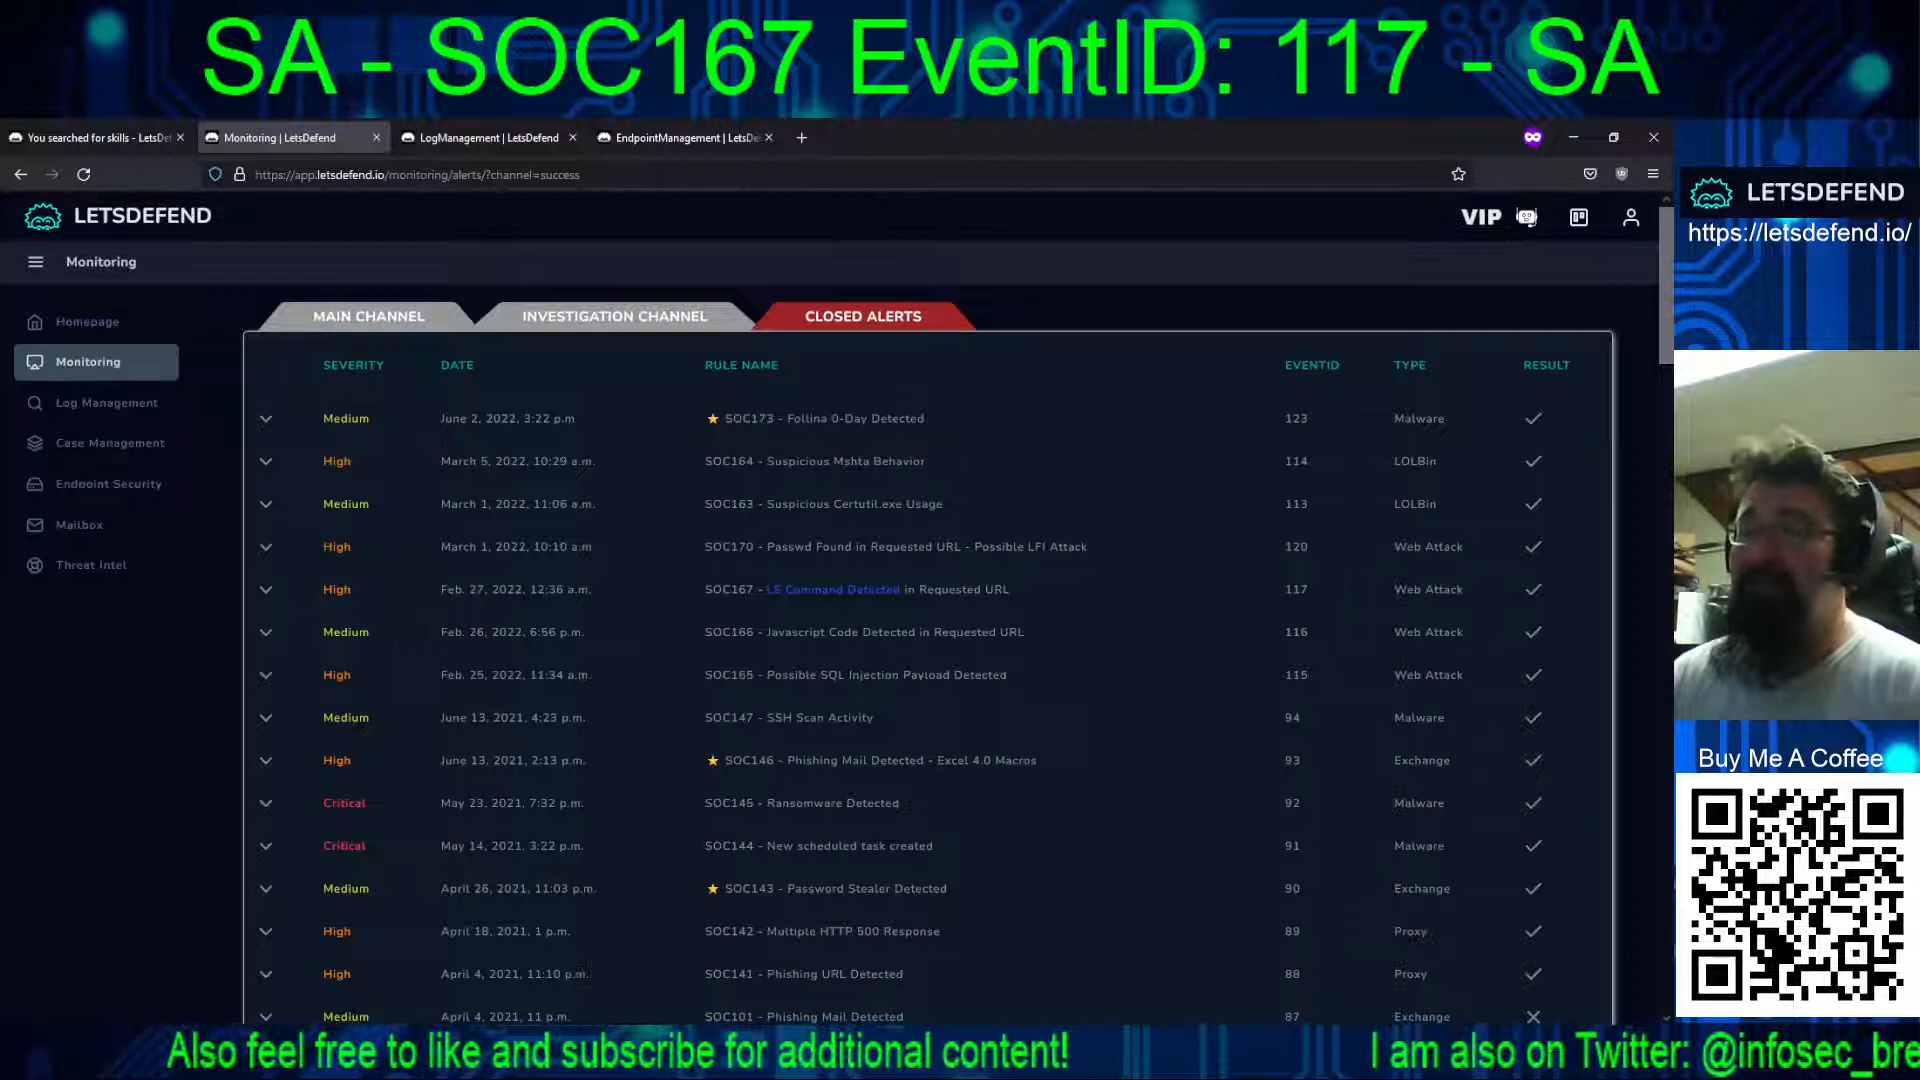 SA - SOC167 EventID: 117 - SA
You searched for skills - LetsDef
Monitoring | LetsDefend
LogManagement | LetsDefend
EndpointManagement | LetsDe
https://app.letsdefend.io/monitoring/alerts/?channel=success
LETSDEFEND
VIP
LETSDEFEND
https://letsdefend.io/
Monitoring
Homepage
Monitoring
Log Management
Case Management
Endpoint Security
Mailbox
Threat Intel
MAIN CHANNEL
INVESTIGATION CHANNEL
CLOSED ALERTS
SEVERITY DATE RULE NAME EVENTID TYPE RESULT
Medium June 2, 2022, 3:22 p.m. SOC173 - Follina 0-Day Detected 123 Malware
High March 5, 2022, 10:29 a.m. SOC164 - Suspicious Mshta Behavior 114 LOLBin
Medium March 1, 2022, 11:06 a.m. SOC163 - Suspicious Certutil.exe Usage 113 LOLBin
High March 1, 2022, 10:10 a.m. SOC170 - Passwd Found in Requested URL - Possible LFI Attack 120 Web Attack
High Feb. 27, 2022, 12:36 a.m. SOC167 - LS Command Detected in Requested URL 117 Web Attack
Medium Feb. 26, 2022, 6:56 p.m. SOC166 - Javascript Code Detected in Requested URL 116 Web Attack
High Feb. 25, 2022, 11:34 a.m. SOC165 - Possible SQL Injection Payload Detected 115 Web Attack
Medium June 13, 2021, 4:23 p.m. SOC147 - SSH Scan Activity 94 Malware
High June 13, 2021, 2:13 p.m. SOC146 - Phishing Mail Detected - Excel 4.0 Macros 93 Exchange
Critical May 23, 2021, 7:32 p.m. SOC145 - Ransomware Detected 92 Malware
Critical May 14, 2021, 3:22 p.m. SOC144 - New scheduled task created 91 Malware
Medium April 26, 2021, 11:03 p.m. SOC143 - Password Stealer Detected 90 Exchange
High April 18, 2021, 1 p.m. SOC142 - Multiple HTTP 500 Response 89 Proxy
High April 4, 2021, 11:10 p.m. SOC141 - Phishing URL Detected 88 Proxy
Medium April 4, 2021, 11 p.m. SOC101 - Phishing Mail Detected 87 Exchange
Buy Me A Coffee
Also feel free to like and subscribe for additional content!
I am also on Twitter: @infosec_bre